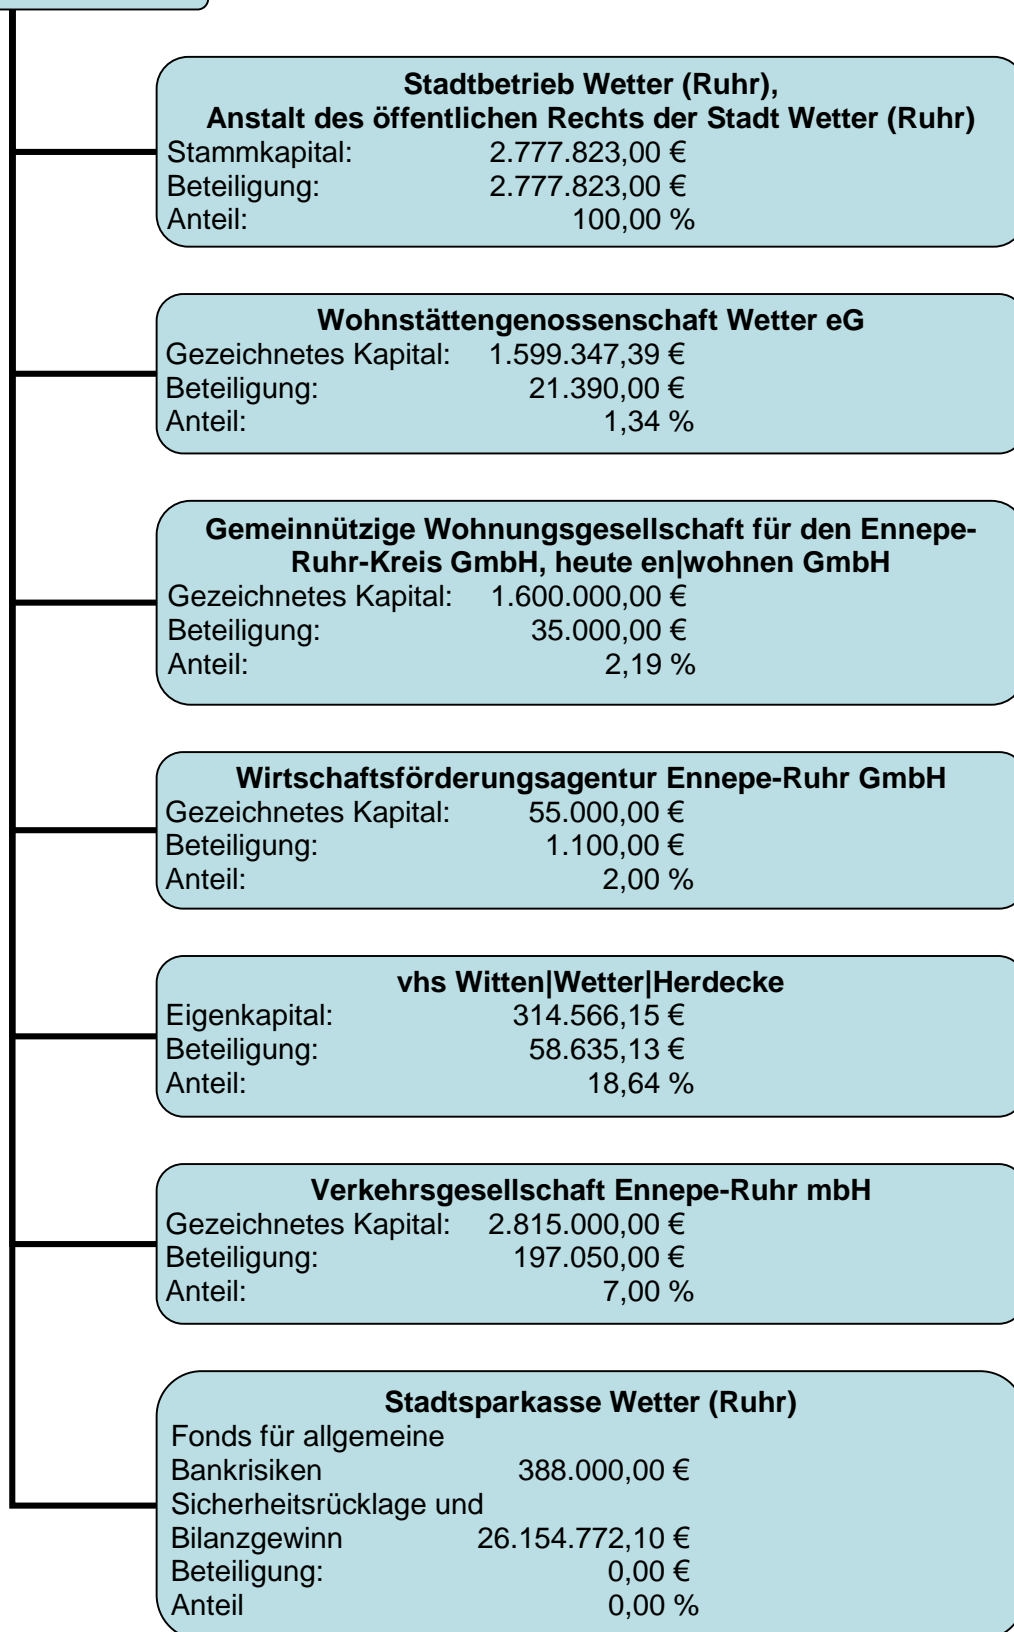 Stadtbetrieb Wetter (Ruhr),
Anstalt des öffentlichen Rechts der Stadt Wetter (Ruhr)
Stammkapital: 2.777.823,00 €
Beteiligung: 2.777.823,00 €
Anteil: 100,00 %
Wohnstättengenossenschaft Wetter eG
Gezeichnetes Kapital: 1.599.347,39 €
Beteiligung: 21.390,00 €
Anteil: 1,34 %
Gemeinnützige Wohnungsgesellschaft für den Ennepe-
Ruhr-Kreis GmbH, heute en|wohnen GmbH
Gezeichnetes Kapital: 1.600.000,00 €
Beteiligung: 35.000,00 €
Anteil: 2,19 %
Wirtschaftsförderungsagentur Ennepe-Ruhr GmbH
Gezeichnetes Kapital: 55.000,00 €
Beteiligung: 1.100,00 €
Anteil: 2,00 %
vhs Witten|Wetter|Herdecke
Eigenkapital: 314.566,15 €
Beteiligung: 58.635,13 €
Anteil: 18,64 %
Verkehrsgesellschaft Ennepe-Ruhr mbH
Gezeichnetes Kapital: 2.815.000,00 €
Beteiligung: 197.050,00 €
Anteil: 7,00 %
Stadtsparkasse Wetter (Ruhr)
Fonds für allgemeine
Bankrisiken 388.000,00 €
Sicherheitsrücklage und
Bilanzgewinn 26.154.772,10 €
Beteiligung: 0,00 €
Anteil 0,00 %